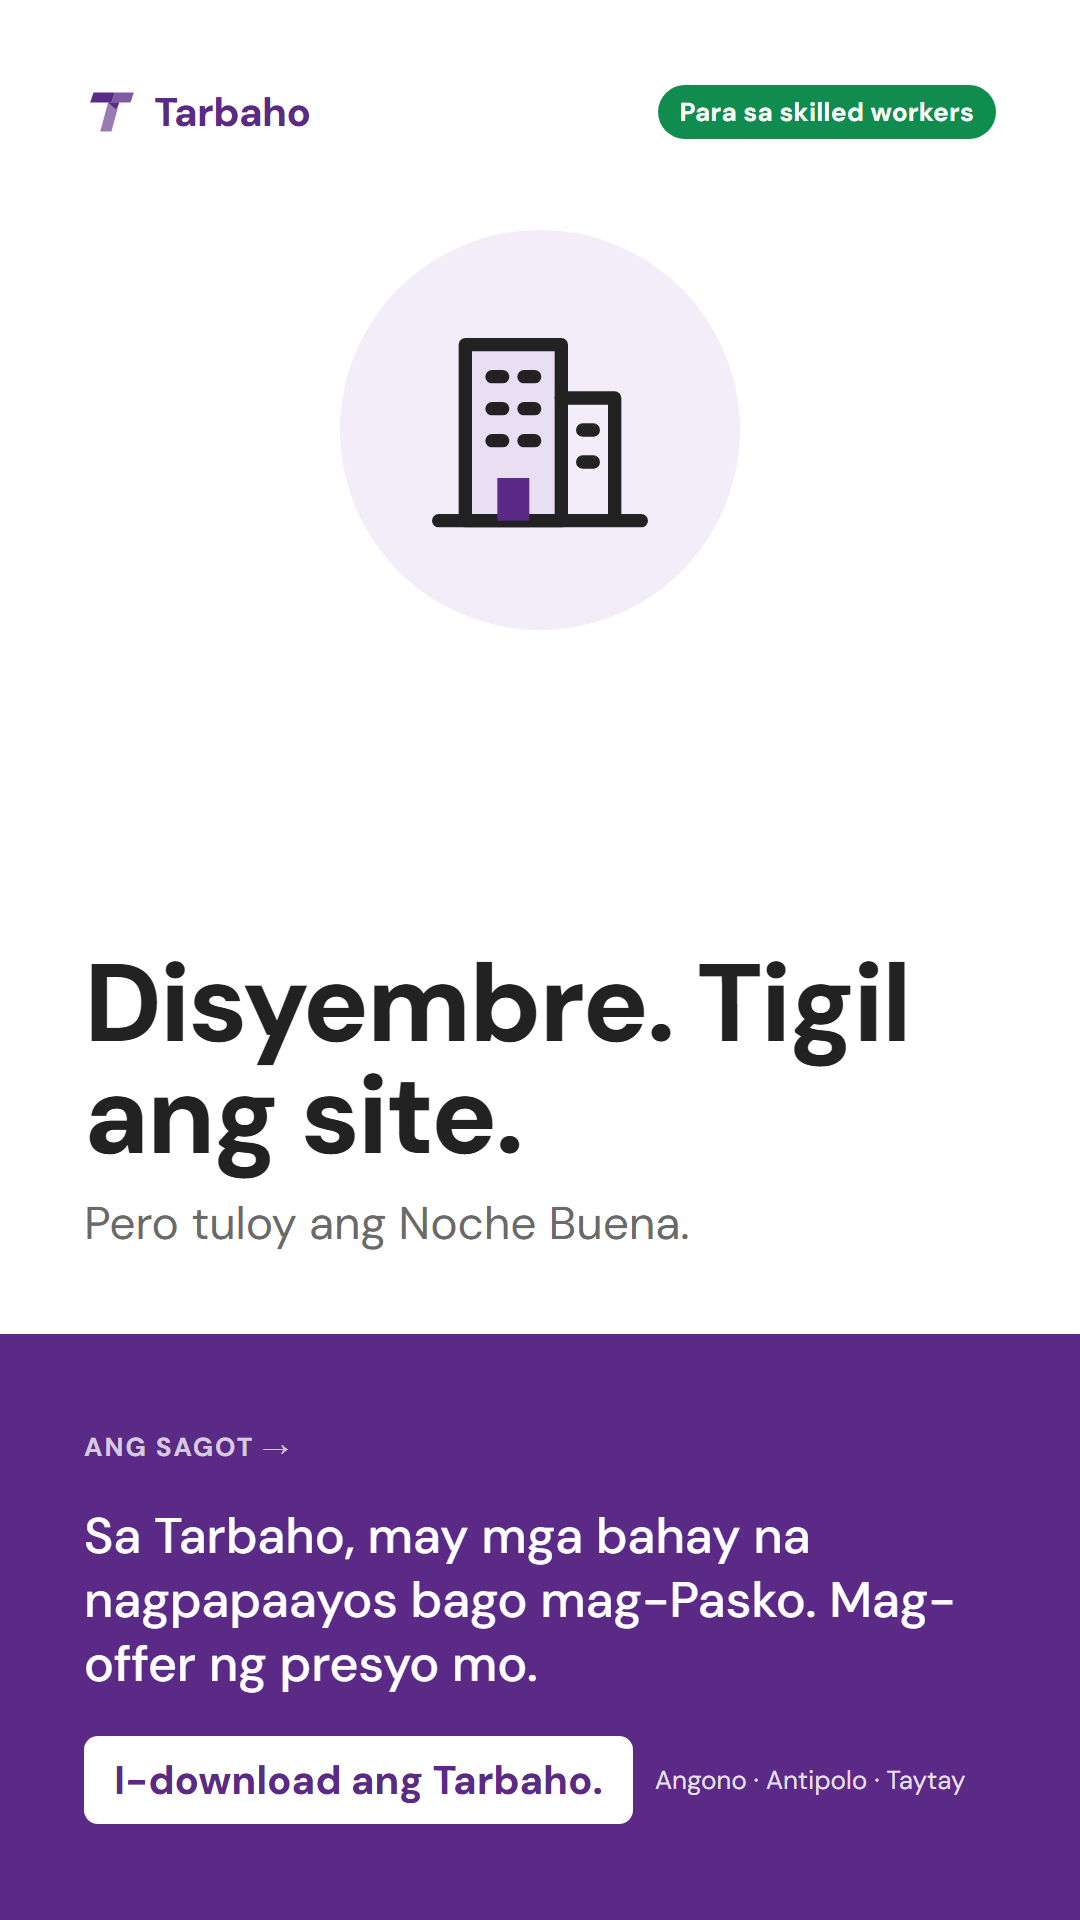 Tarbaho
Para sa skilled workers
Disyembre. Tigil
ang site.
Pero tuloy ang Noche Buena.
ANG SAGOT →
Sa Tarbaho, may mga bahay na
nagpapaayos bago mag-Pasko. Mag-
offer ng presyo mo.
I-download ang Tarbaho.
Angono · Antipolo · Taytay